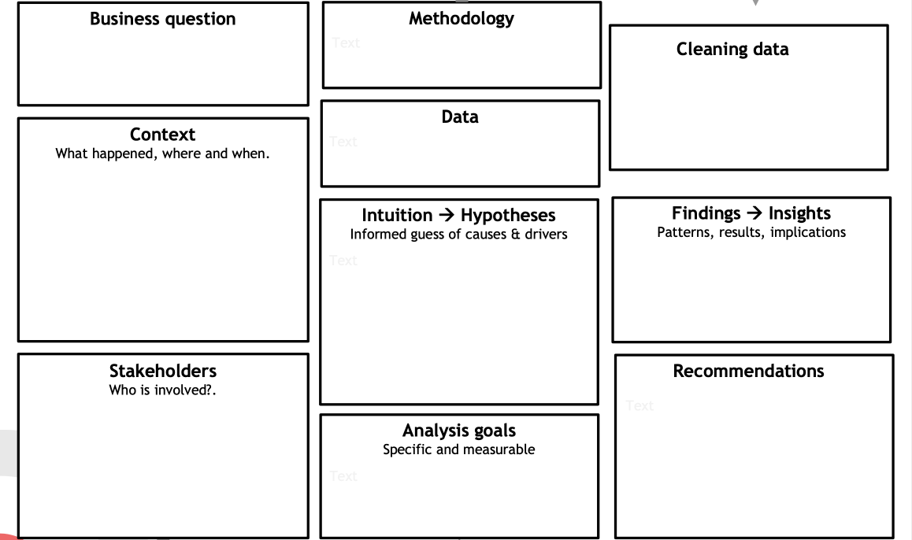 Business question
Context
What happened, where and when.
Stakeholders
Who is involved?.
Methodology
Text
Data
Text
Intuition → Hypotheses
Informed guess of causes & drivers
Text
Analysis goals
Specific and measurable
Text
Cleaning data
Findings → Insights
Patterns, results, implications
Recommendations
Text